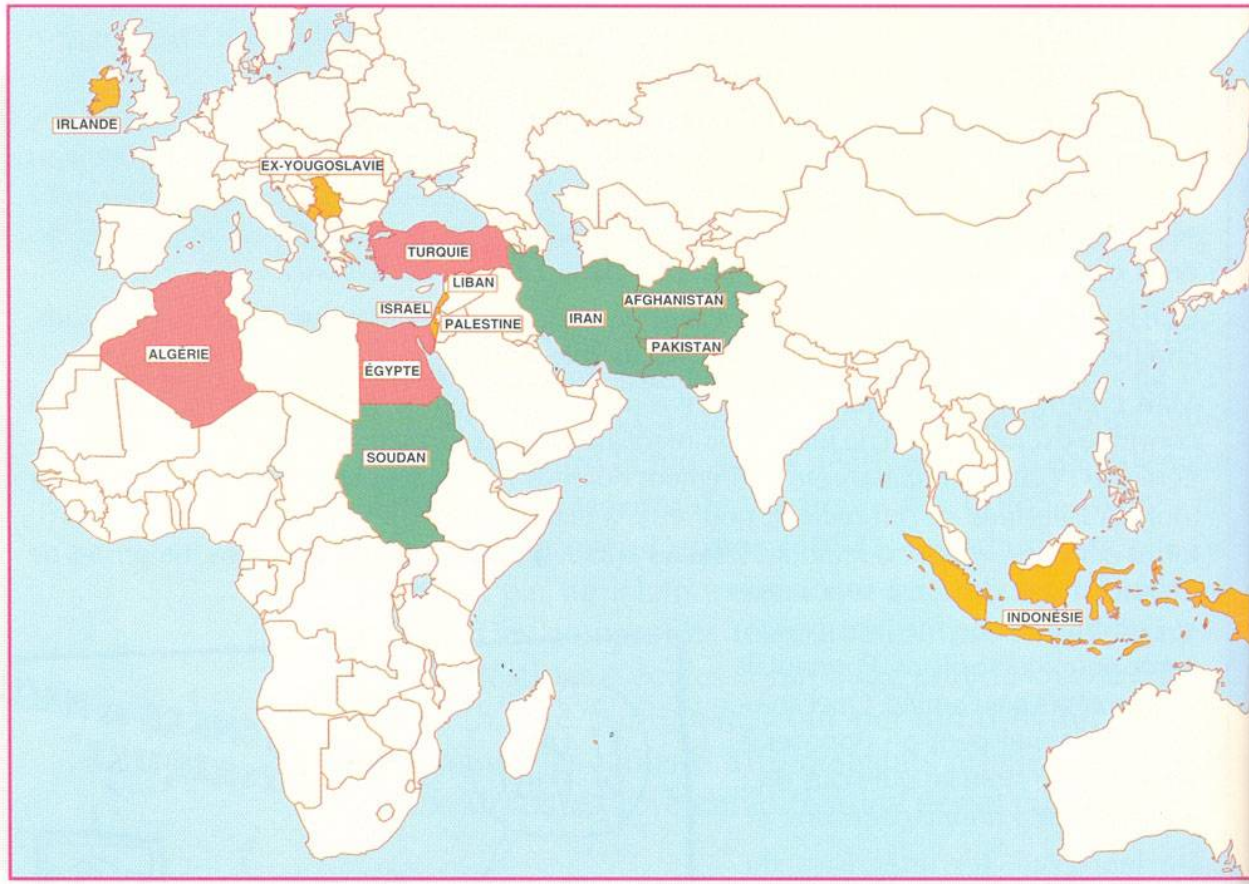 IRLANDE
EX-YOUGOSLAVIE
TURQUIE
LIBAN
ISRAEL
PALESTINE
IRAN
AFGHANISTAN
PAKISTAN
ALGÉRIE
ÉGYPTE
SOUDAN
INDONÉSIE